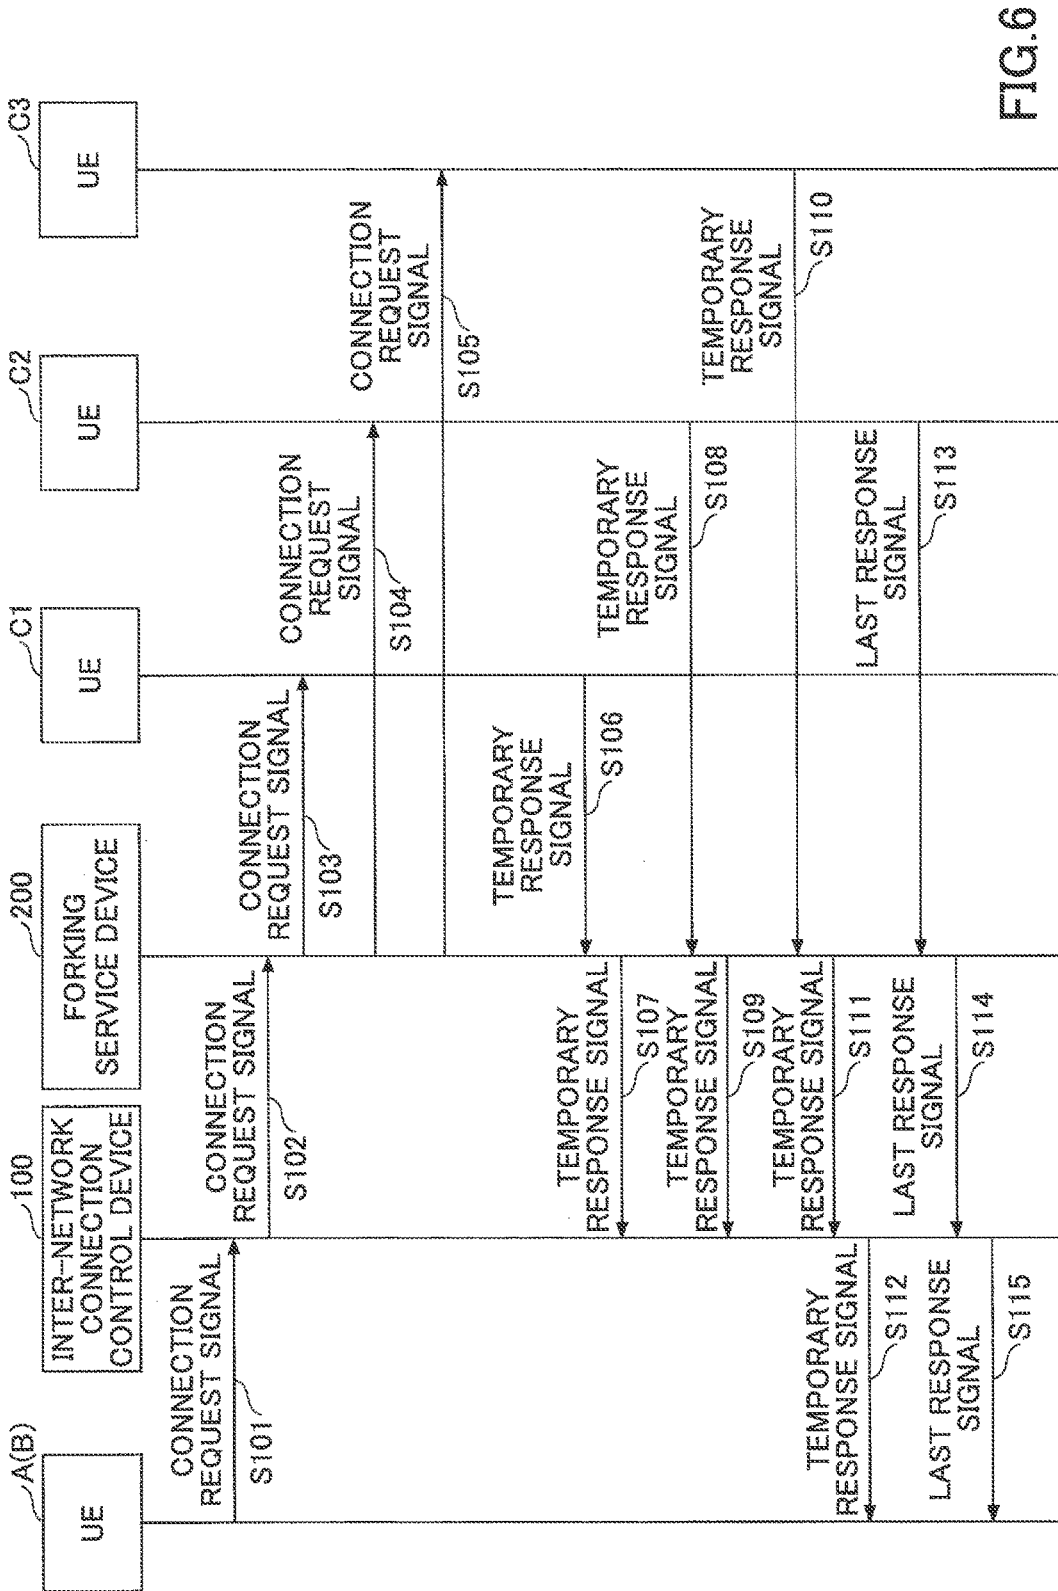 A(B)
UE
100
INTER-NETWORK
CONNECTION
CONTROL DEVICE
200
FORKING
SERVICE DEVICE
C1
UE
C2
UE
C3
UE
CONNECTION
REQUEST SIGNAL
S101
CONNECTION
REQUEST SIGNAL
S102
CONNECTION
REQUEST SIGNAL
S103
CONNECTION
REQUEST
SIGNAL
S104
CONNECTION
REQUEST
SIGNAL
S105
TEMPORARY
RESPONSE
SIGNAL
S106
TEMPORARY
RESPONSE SIGNAL
S107
TEMPORARY
RESPONSE
SIGNAL
S108
TEMPORARY
RESPONSE SIGNAL
S109
TEMPORARY
RESPONSE
SIGNAL
S110
TEMPORARY
RESPONSE SIGNAL
S111
TEMPORARY
RESPONSE SIGNAL
S112
LAST RESPONSE
SIGNAL
S113
LAST RESPONSE
SIGNAL
S114
LAST RESPONSE
SIGNAL
S115
FIG.6